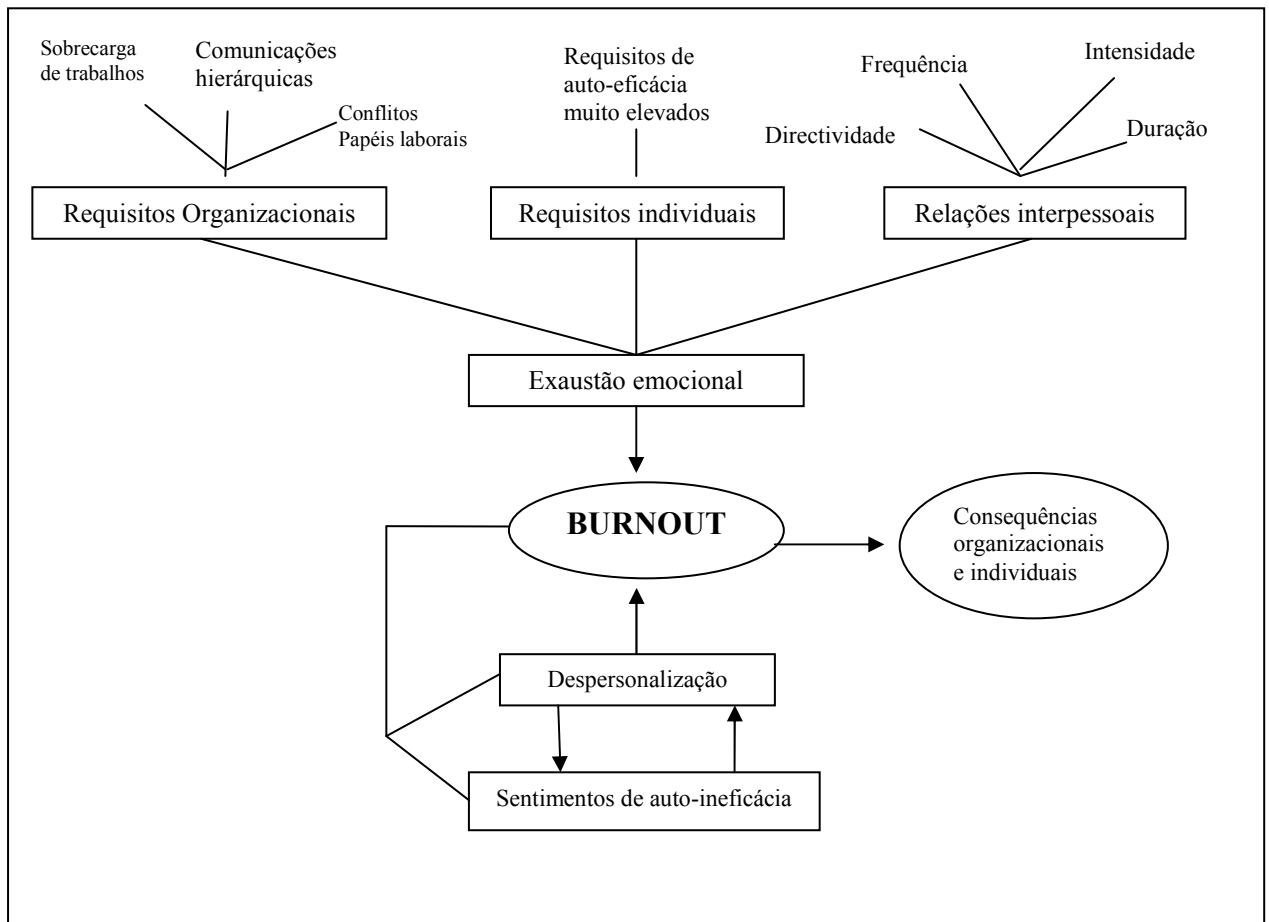 Sobrecarga
de trabalhos
Comunicações
hierárquicas
Conflitos
Papéis laborais
Requisitos de
auto-eficácia
muito elevados
Frequência
Intensidade
Directividade
Duração
Requisitos Organizacionais
Requisitos individuais
Relações interpessoais
Exaustão emocional
BURNOUT
Consequências
organizacionais
e individuais
Despersonalização
Sentimentos de auto-ineficácia